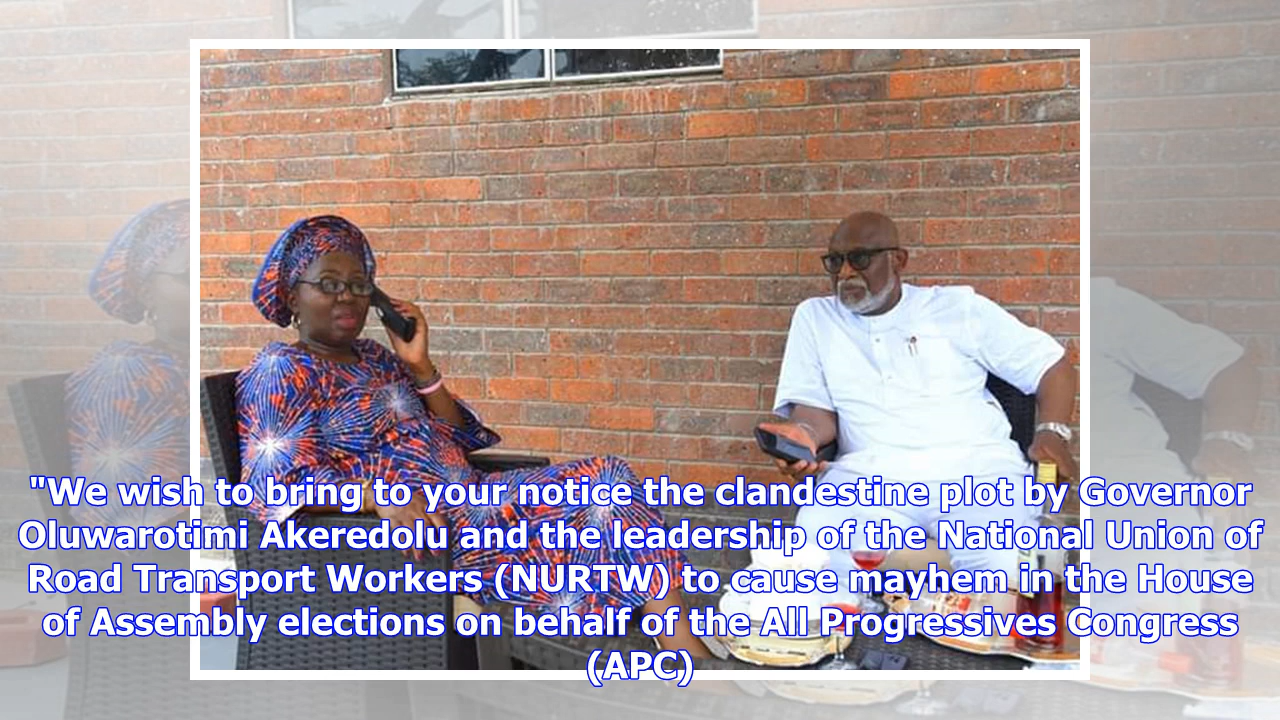 "We wish to bring to your notice the clandestine plot by Governor
Oluwarotimi Akeredolu and the leadership of the National Union of
Road Transport Workers (NURTW) to cause mayhem in the House
of Assembly elections on behalf of the All Progressives Congress
(APC)